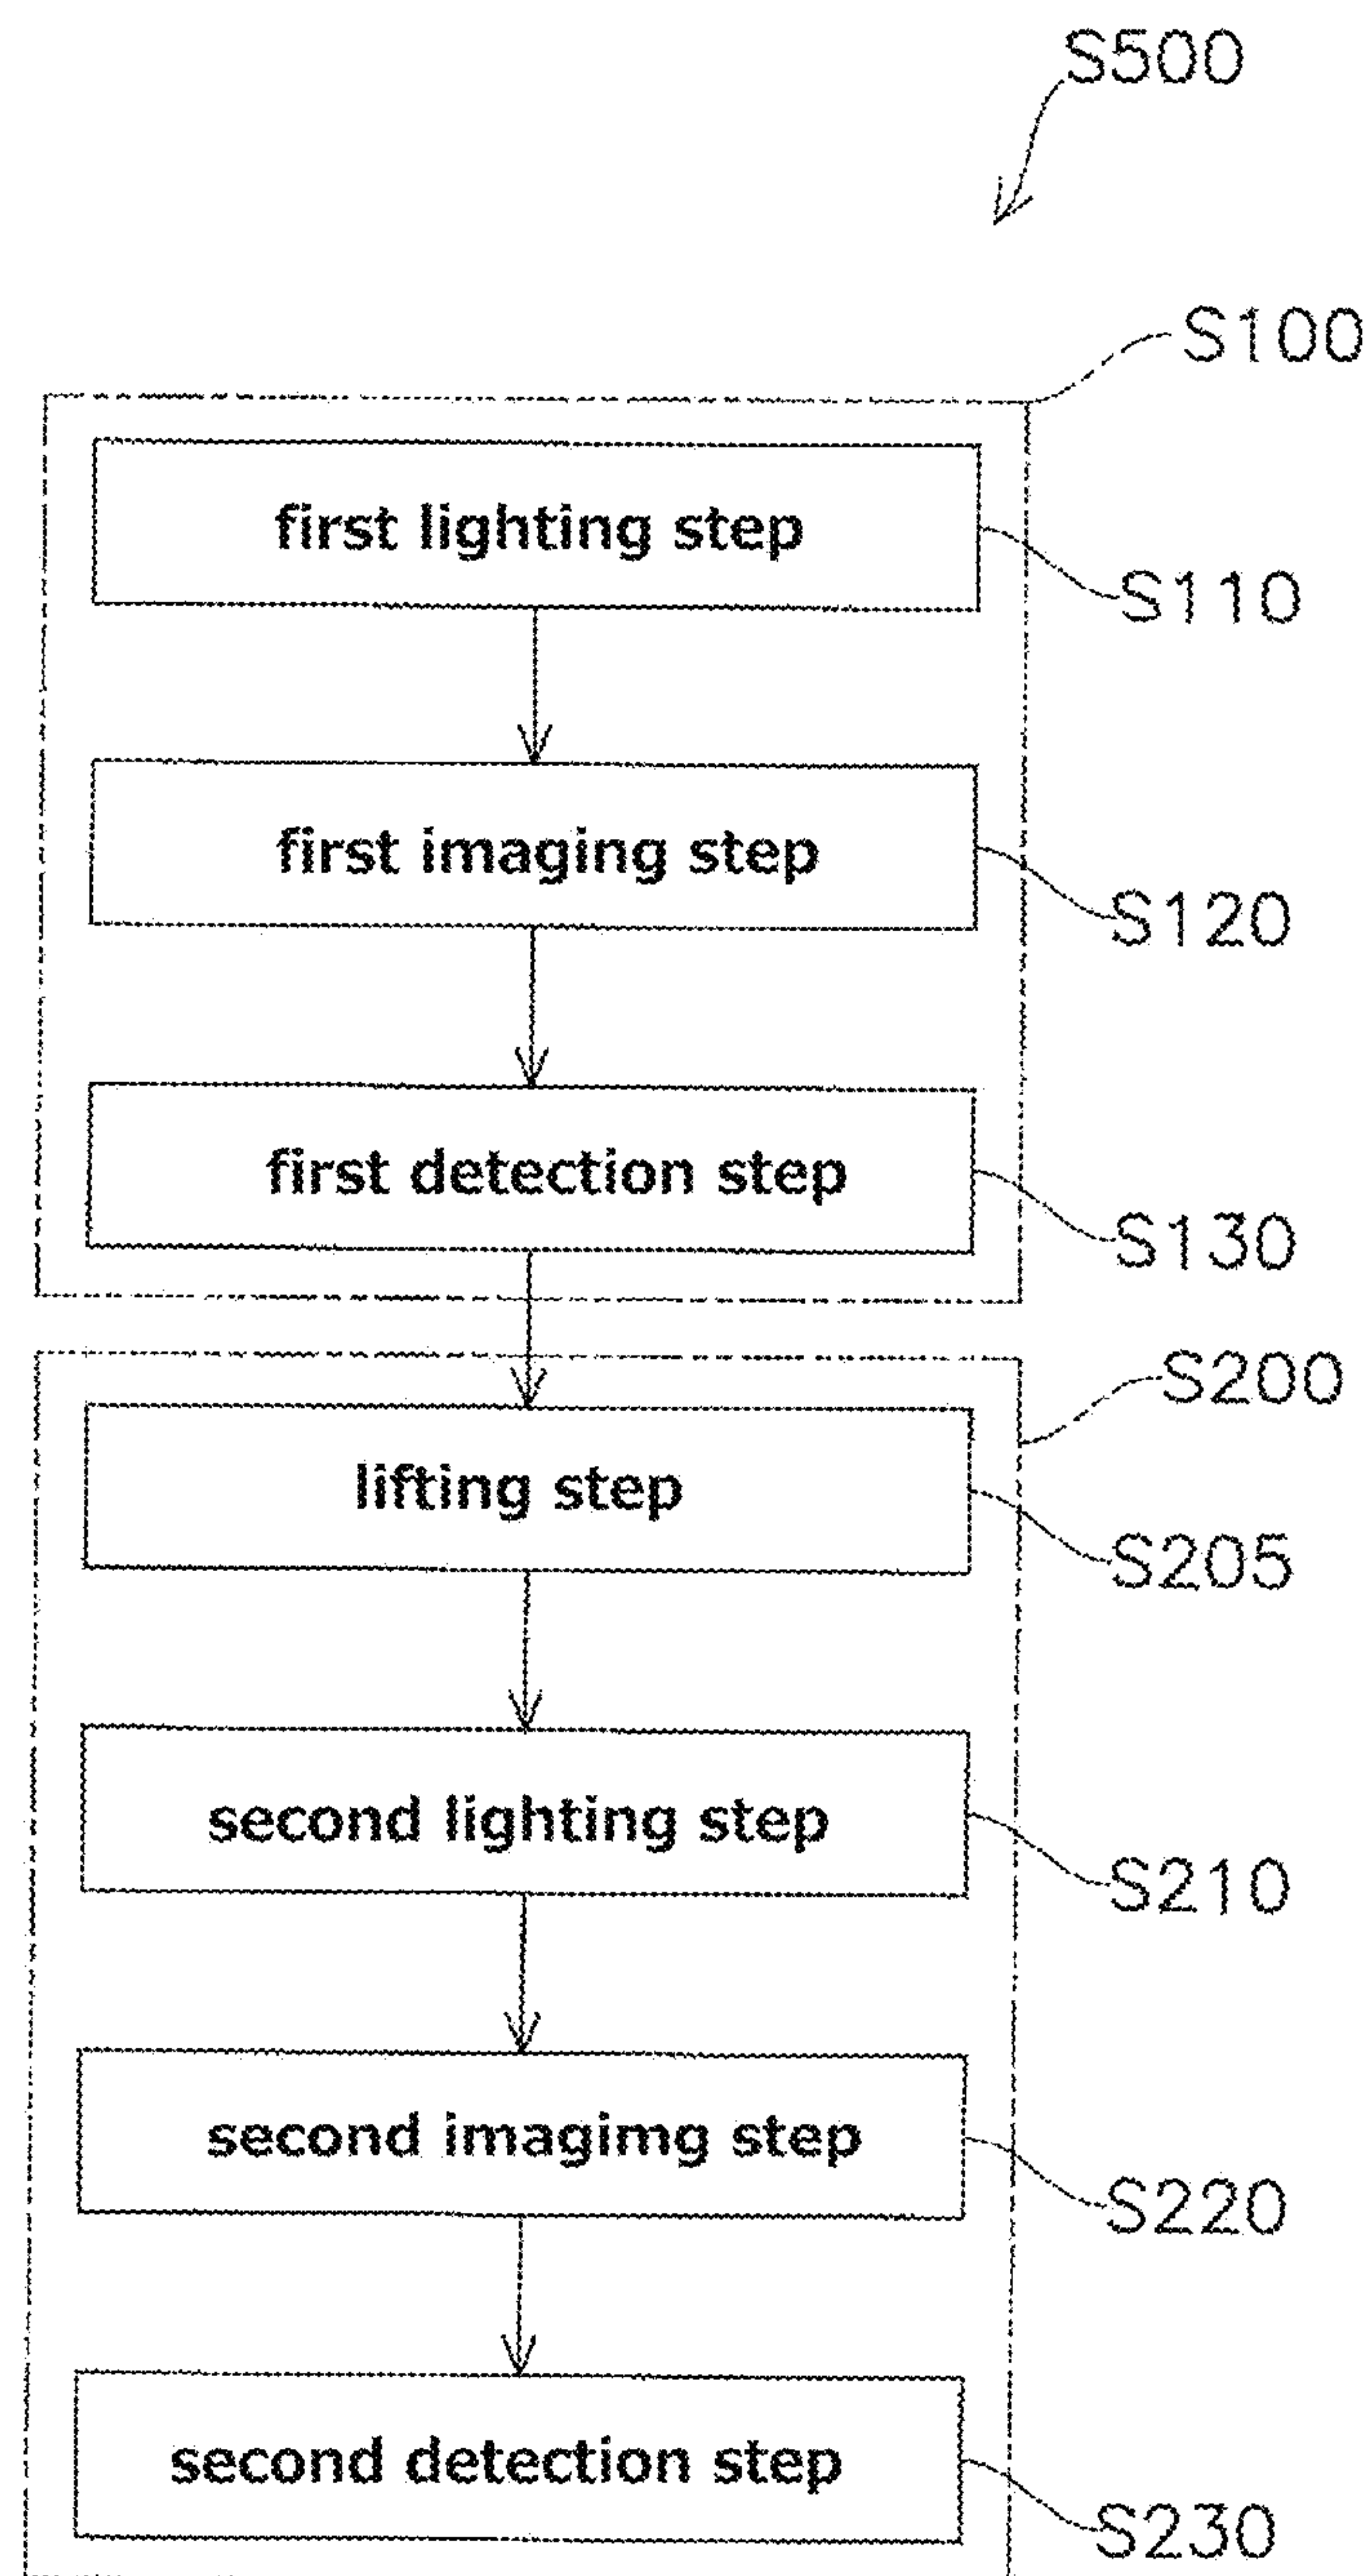 S500
S100
first lighting step
S110
first imaging step
S120
first detection step
S130
S200
lifting step
S205
second lighting step
S210
second imagimg step
S220
second detection step
S230